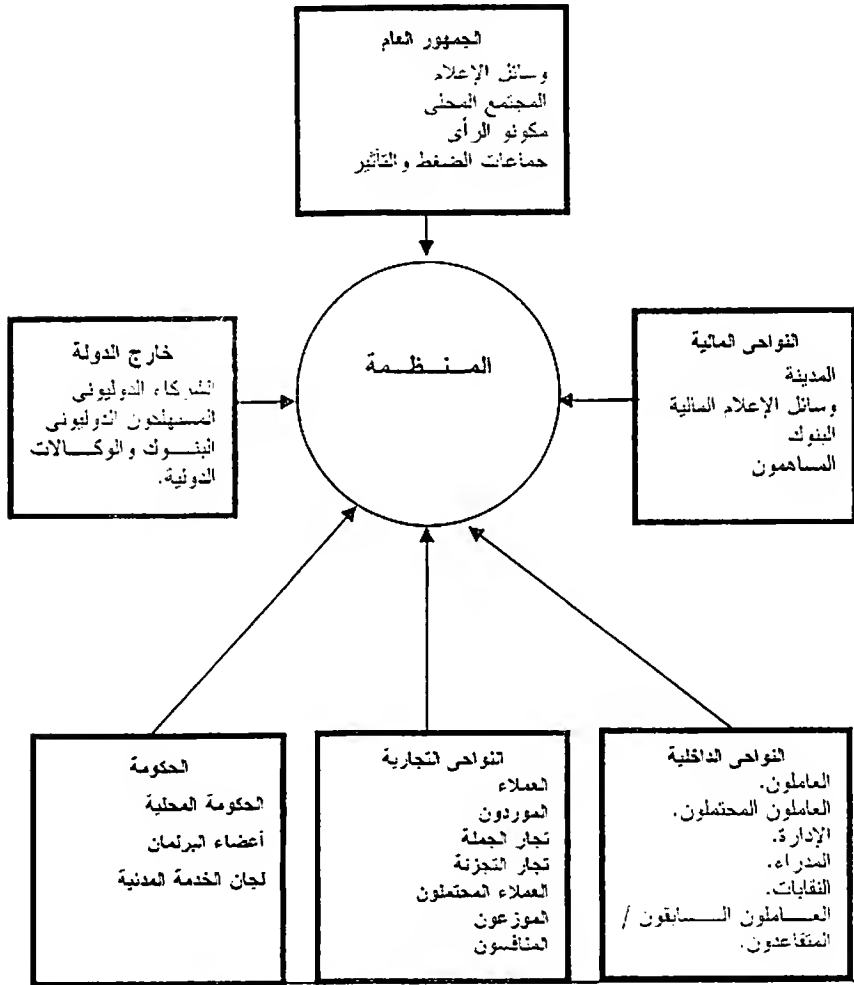 الجمهور العام
وسائل الإعلام
المجتمع المحلى
مكونو الرأى
جماعات الضغط والتأثير
النواحى المالية
المدينة
وسائل الإعلام المالية
البنوك
المساهمون
المنظمة
خارج الدولة
الشركاء الدوليونى
المستهلكون الدوليونى
البنوك والوكالات
الدولية.
النواحى الداخلية
العاملون.
العاملون المحتملون.
الإدارة.
المدراء.
النقابات.
العاملون السابقون /
المتقاعدون.
النواحى التجارية
العملاء
الموردون
تجار الجملة
تجار التجزئة
العملاء المحتملون
الموزعون
المنافسون
الحكومة
الحكومة المحلية
أعضاء البرلمان
لجان الخدمة المدنية